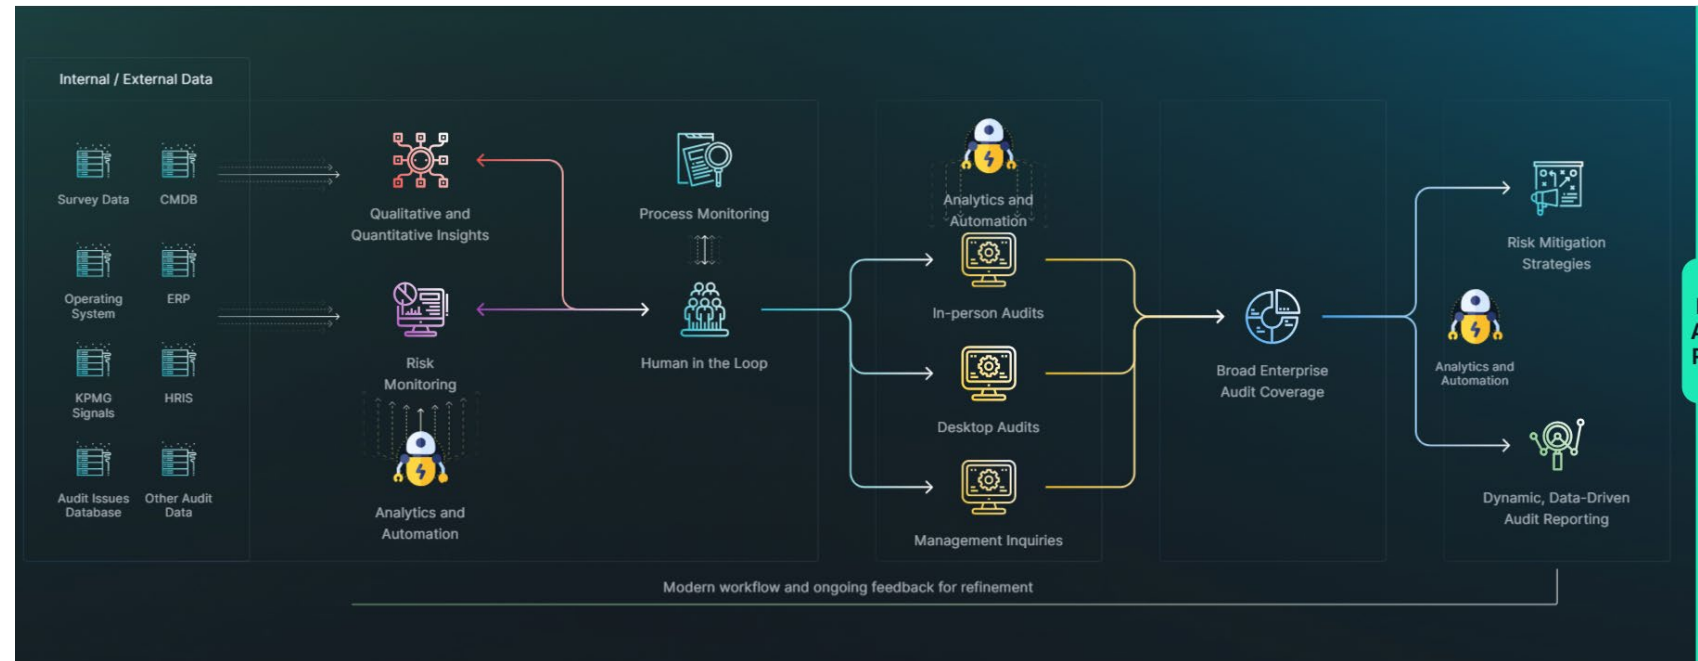 Internal / External Data
Survey Data
CMDB
Operating
System
ERP
KPMG
Signals
HRIS
Audit Issues
Database
Other Audit
Data
Qualitative and
Quantitative Insights
Risk
Monitoring
Analytics and
Automation
Process Monitoring
Human in the Loop
Analytics and
Automation
In-person Audits
Desktop Audits
Management Inquiries
Broad Enterprise
Audit Coverage
Risk Mitigation
Strategies
Analytics and
Automation
Dynamic, Data-Driven
Audit Reporting
Modern workflow and ongoing feedback for refinement